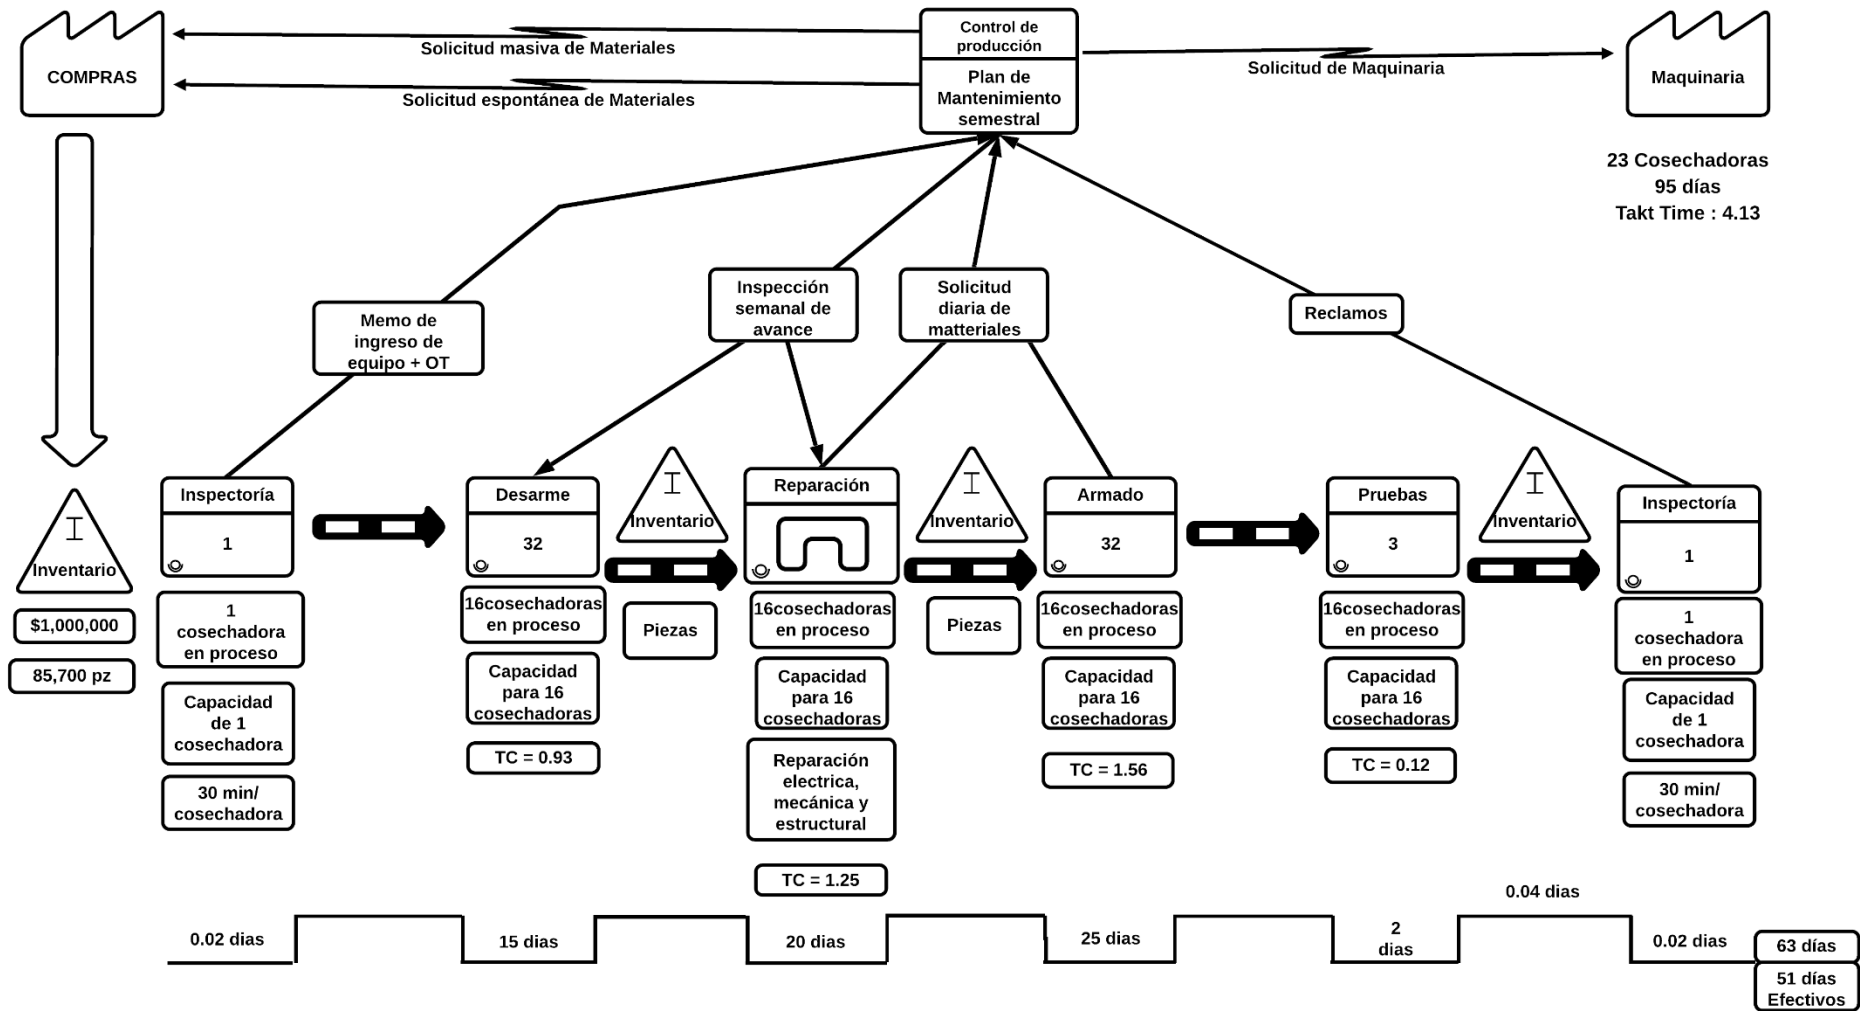 COMPRAS
Solicitud masiva de Materiales
Solicitud espontánea de Materiales
Control de
producción
Plan de
Mantenimiento
semestral
Solicitud de Maquinaria
Maquinaria
23 Cosechadoras
95 días
Takt Time : 4.13
Memo de
ingreso de
equipo + OT
Inspección
semanal de
avance
Solicitud
diaria de
matteriales
Reclamos
Inventario
$1,000,000
85,700 pz
Inspectoría
1
1
cosechadora
en proceso
Capacidad
de 1
cosechadora
30 min/
cosechadora
Desarme
32
16cosechadoras
en proceso
Capacidad
para 16
cosechadoras
TC = 0.93
Inventario
Piezas
Reparación
16cosechadoras
en proceso
Capacidad
para 16
cosechadoras
Reparación
electrica,
mecánica y
estructural
TC = 1.25
Inventario
Piezas
Armado
32
16cosechadoras
en proceso
Capacidad
para 16
cosechadoras
TC = 1.56
Pruebas
3
16cosechadoras
en proceso
Capacidad
para 16
cosechadoras
TC = 0.12
Inventario
Inspectoría
1
1
cosechadora
en proceso
Capacidad
de 1
cosechadora
30 min/
cosechadora
0.02 dias
15 dias
20 dias
25 dias
2
dias
0.04 dias
0.02 dias
63 días
51 días
Efectivos